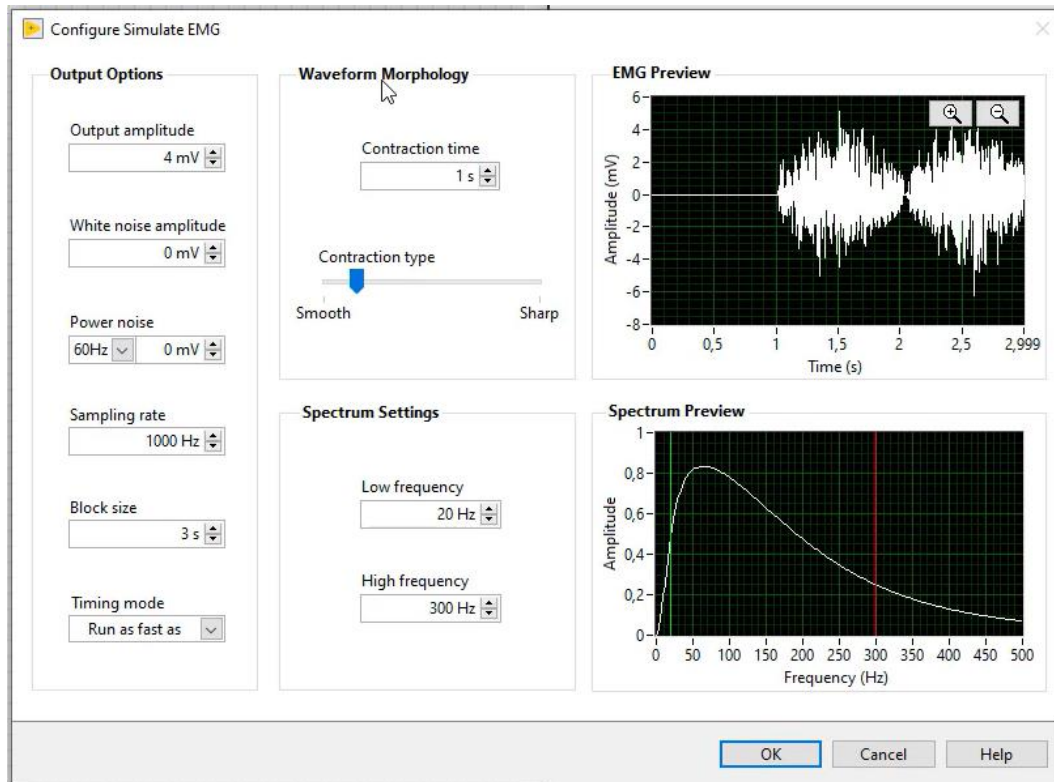 Configure Simulate EMG
Output Options
Output amplitude
4 mV
White noise amplitude
0 mV
Power noise
60Hz
0 mV
Sampling rate
1000 Hz
Block size
3 s
Timing mode
Run as fast as
Waveform Morphology
Contraction time
1 s
Contraction type
Smooth
Sharp
Spectrum Settings
Low frequency
20 Hz
High frequency
300 Hz
EMG Preview
Amplitude (mV)
6
4
2
0
-2
-4
-6
-8
0 0,5 1 1,5 2 2,5 2,999
Time (s)
Spectrum Preview
Amplitude
1
0,8
0,6
0,4
0,2
0
0 50 100 150 200 250 300 350 400 450 500
Frequency (Hz)
OK
Cancel
Help